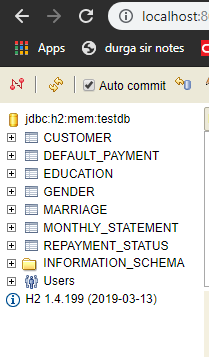 localhost:8
Bookmarks
durga sir notes
Auto commit
jdbc:h2:mem:testdb
CUSTOMER
DEFAULT_PAYMENT
EDUCATION
GENDER
MARRIAGE
MONTHLY_STATEMENT
REPAYMENT_STATUS
INFORMATION_SCHEMA
Users
H2 1.4.199 (2019-03-13)